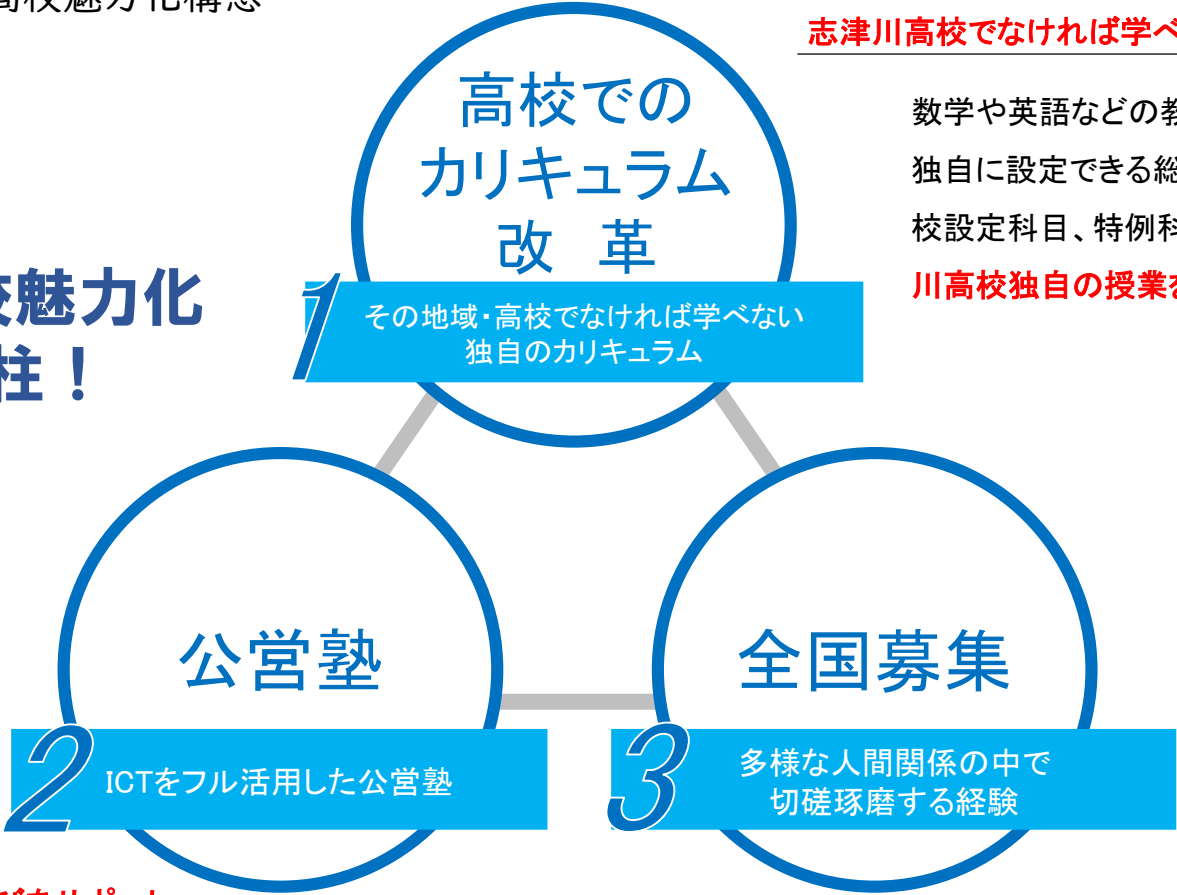 高校魅力化構想
志津川高校でなければ学べ
数学や英語などの教
独自に設定できる総
校設定科目、特例科
川高校独自の授業を
校魅力化
柱！
高校での
カリキュラム
改　革
1
その地域・高校でなければ学べない
独自のカリキュラム
公営塾
2
ICTをフル活用した公営塾
全国募集
3
多様な人間関係の中で
切磋琢磨する経験